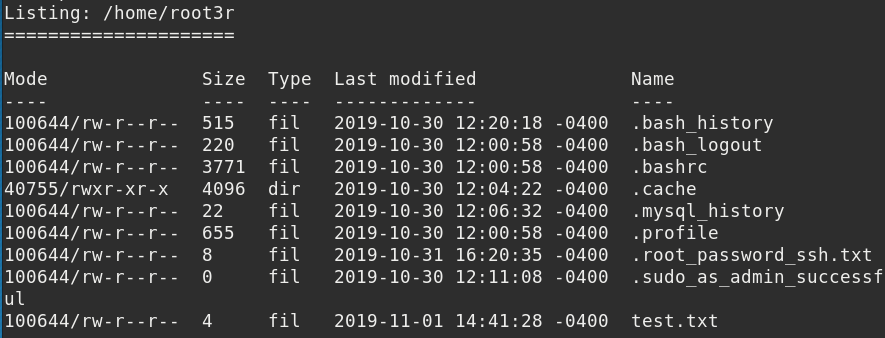 Listing: /home/root3r
=====================
Mode              Size  Type  Last modified              Name
----              ----  ----  -------------              ----
100644/rw-r--r--  515   fil   2019-10-30 12:20:18 -0400  .bash_history
100644/rw-r--r--  220   fil   2019-10-30 12:00:58 -0400  .bash_logout
100644/rw-r--r--  3771  fil   2019-10-30 12:00:58 -0400  .bashrc
40755/rwxr-xr-x   4096  dir   2019-10-30 12:04:22 -0400  .cache
100644/rw-r--r--  22    fil   2019-10-30 12:06:32 -0400  .mysql_history
100644/rw-r--r--  655   fil   2019-10-30 12:00:58 -0400  .profile
100644/rw-r--r--  8     fil   2019-10-31 16:20:35 -0400  .root_password_ssh.txt
100644/rw-r--r--  0     fil   2019-10-30 12:11:08 -0400  .sudo_as_admin_successf
ul
100644/rw-r--r--  4     fil   2019-11-01 14:41:28 -0400  test.txt